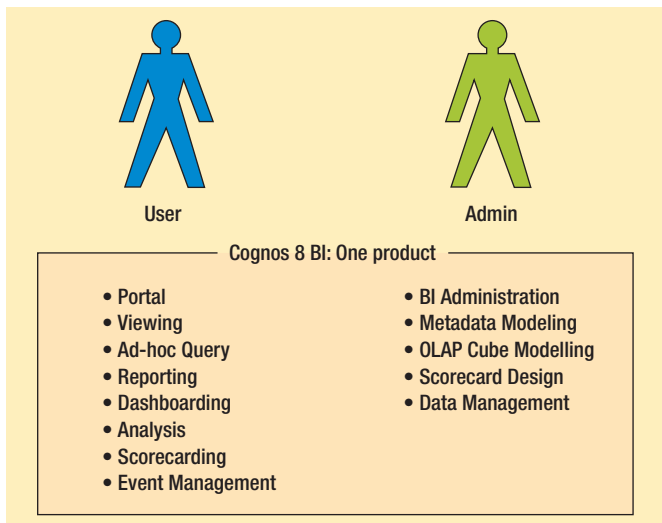 User
Admin
Cognos 8 BI: One product
• Portal
• Viewing
• Ad-hoc Query
• Reporting
• Dashboarding
• Analysis
• Scorecarding
• Event Management
• BI Administration
• Metadata Modeling
• OLAP Cube Modelling
• Scorecard Design
• Data Management